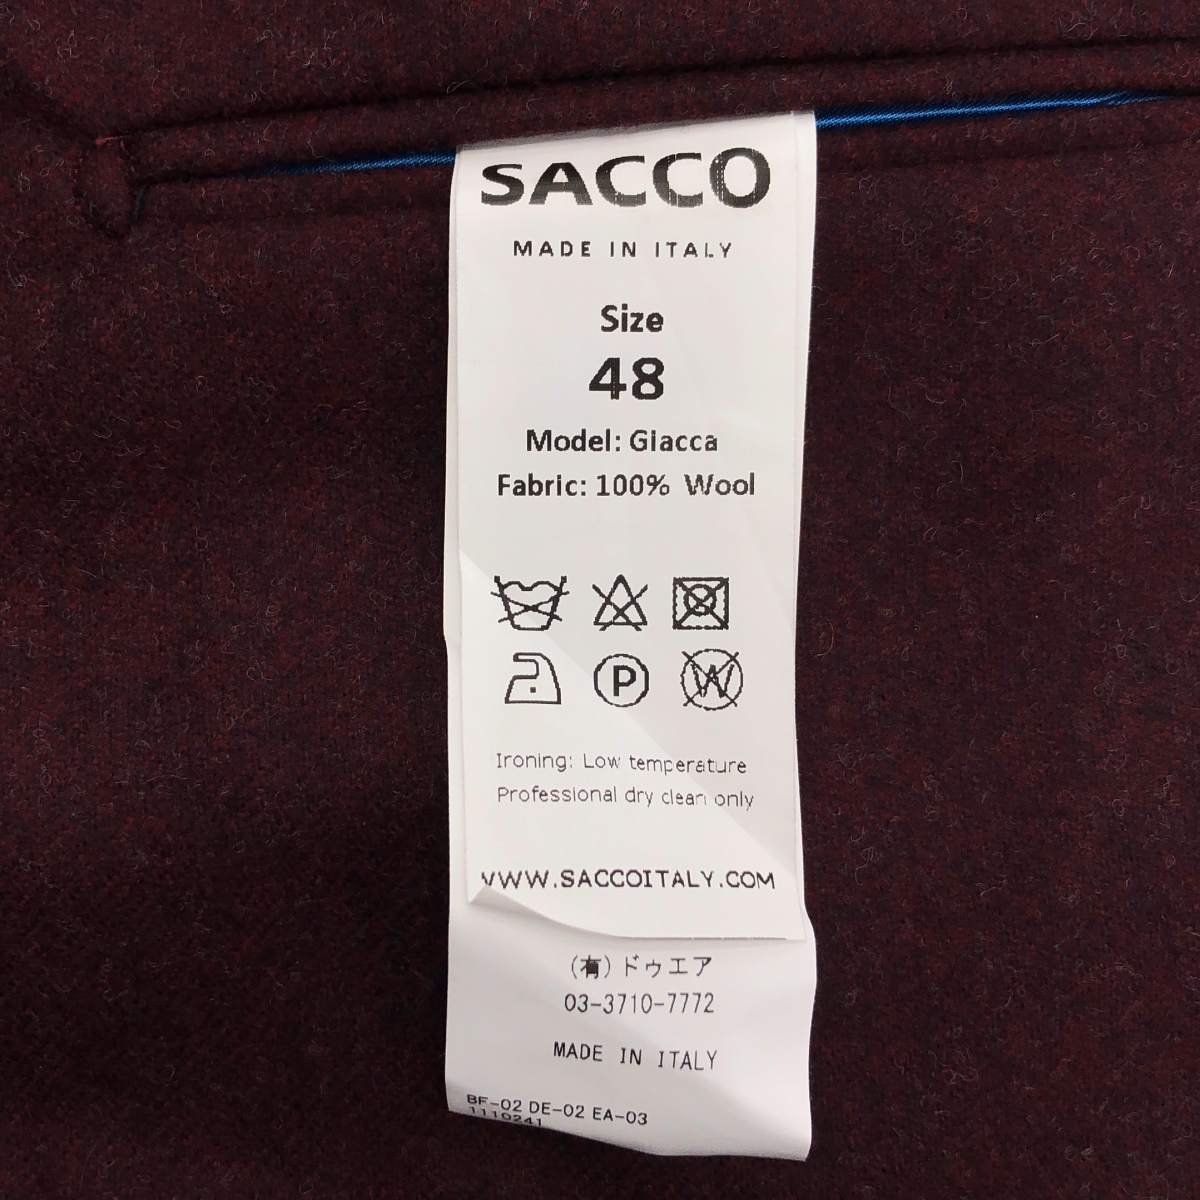 SACCO
MADE IN ITALY
Size
48
Model: Giacca
Fabric: 100% Wool
P W
Ironing: Low temperature
Professional dry clean only
WWW.SACCOITALY.COM
(有)ドゥエア
03-3710-7772
MADE IN ITALY
BF-02 DE-02 EA-03
1110241